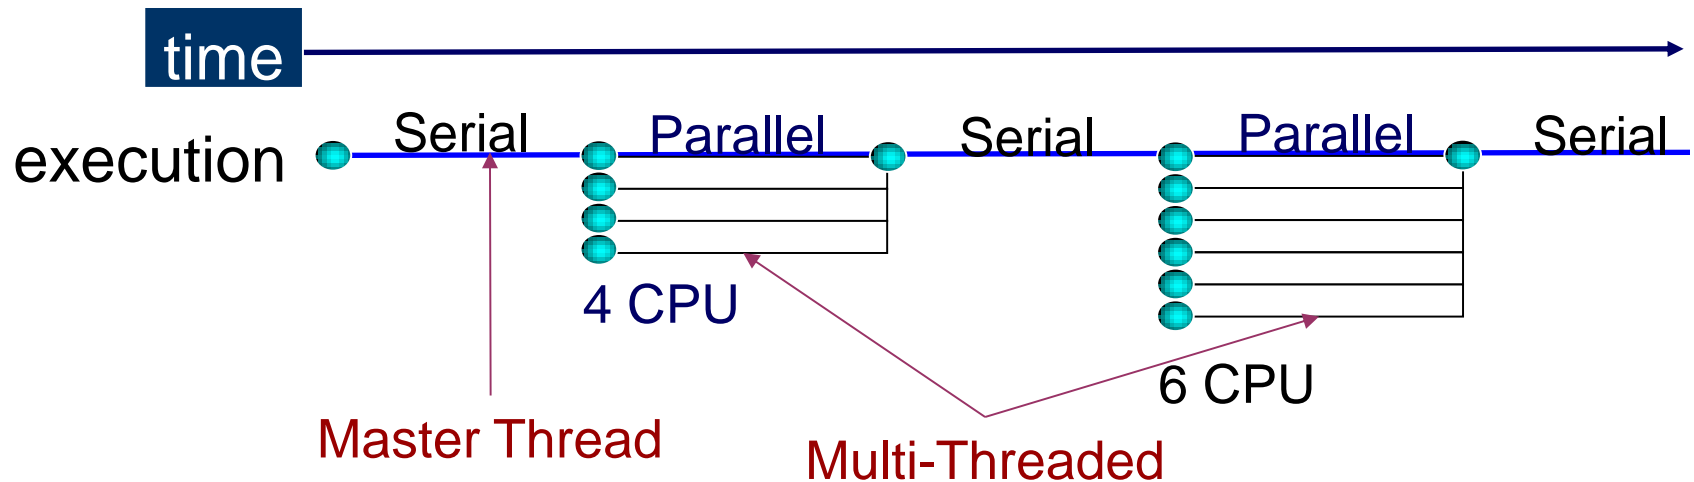 time
execution
Serial
Parallel
Serial
Parallel
Serial
4 CPU
6 CPU
Master Thread
Multi-Threaded